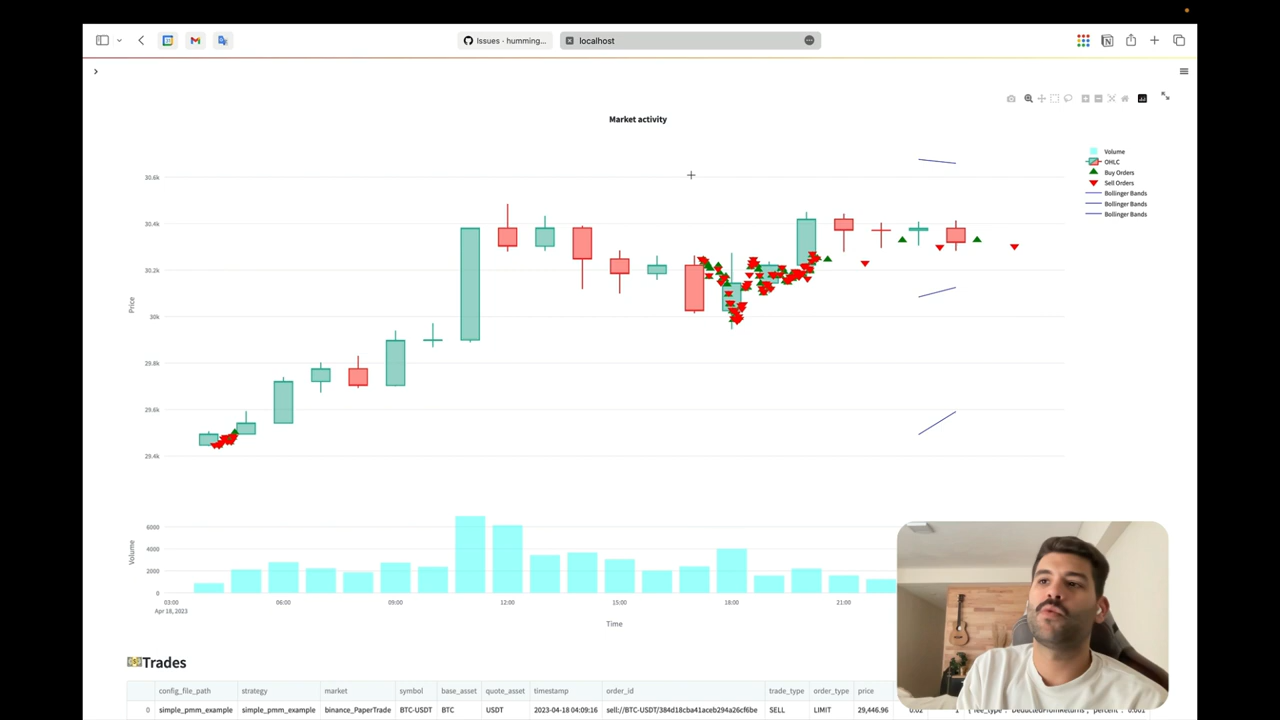 Issues · humming...
localhost
Market activity
Volume
OHLC
Buy Orders
Sell Orders
Bollinger Bands
Bollinger Bands
Bollinger Bands
Price
30.6k
30.4k
30.2k
30k
29.8k
29.6k
29.4k
Volume
6000
4000
2000
0
03:00 06:00 09:00 12:00 15:00 18:00 21:00
Apr 18, 2023
Time
Trades
config_file_path strategy market symbol base_asset quote_asset timestamp order_id trade_type order_type price
0 simple_pmm_example simple_pmm_example binance_PaperTrade BTC-USDT BTC USDT 2023-04-18 04:09:16 sell://BTC-USDT/384d18cba41aceb294a26cf6be SELL LIMIT 29,446.96